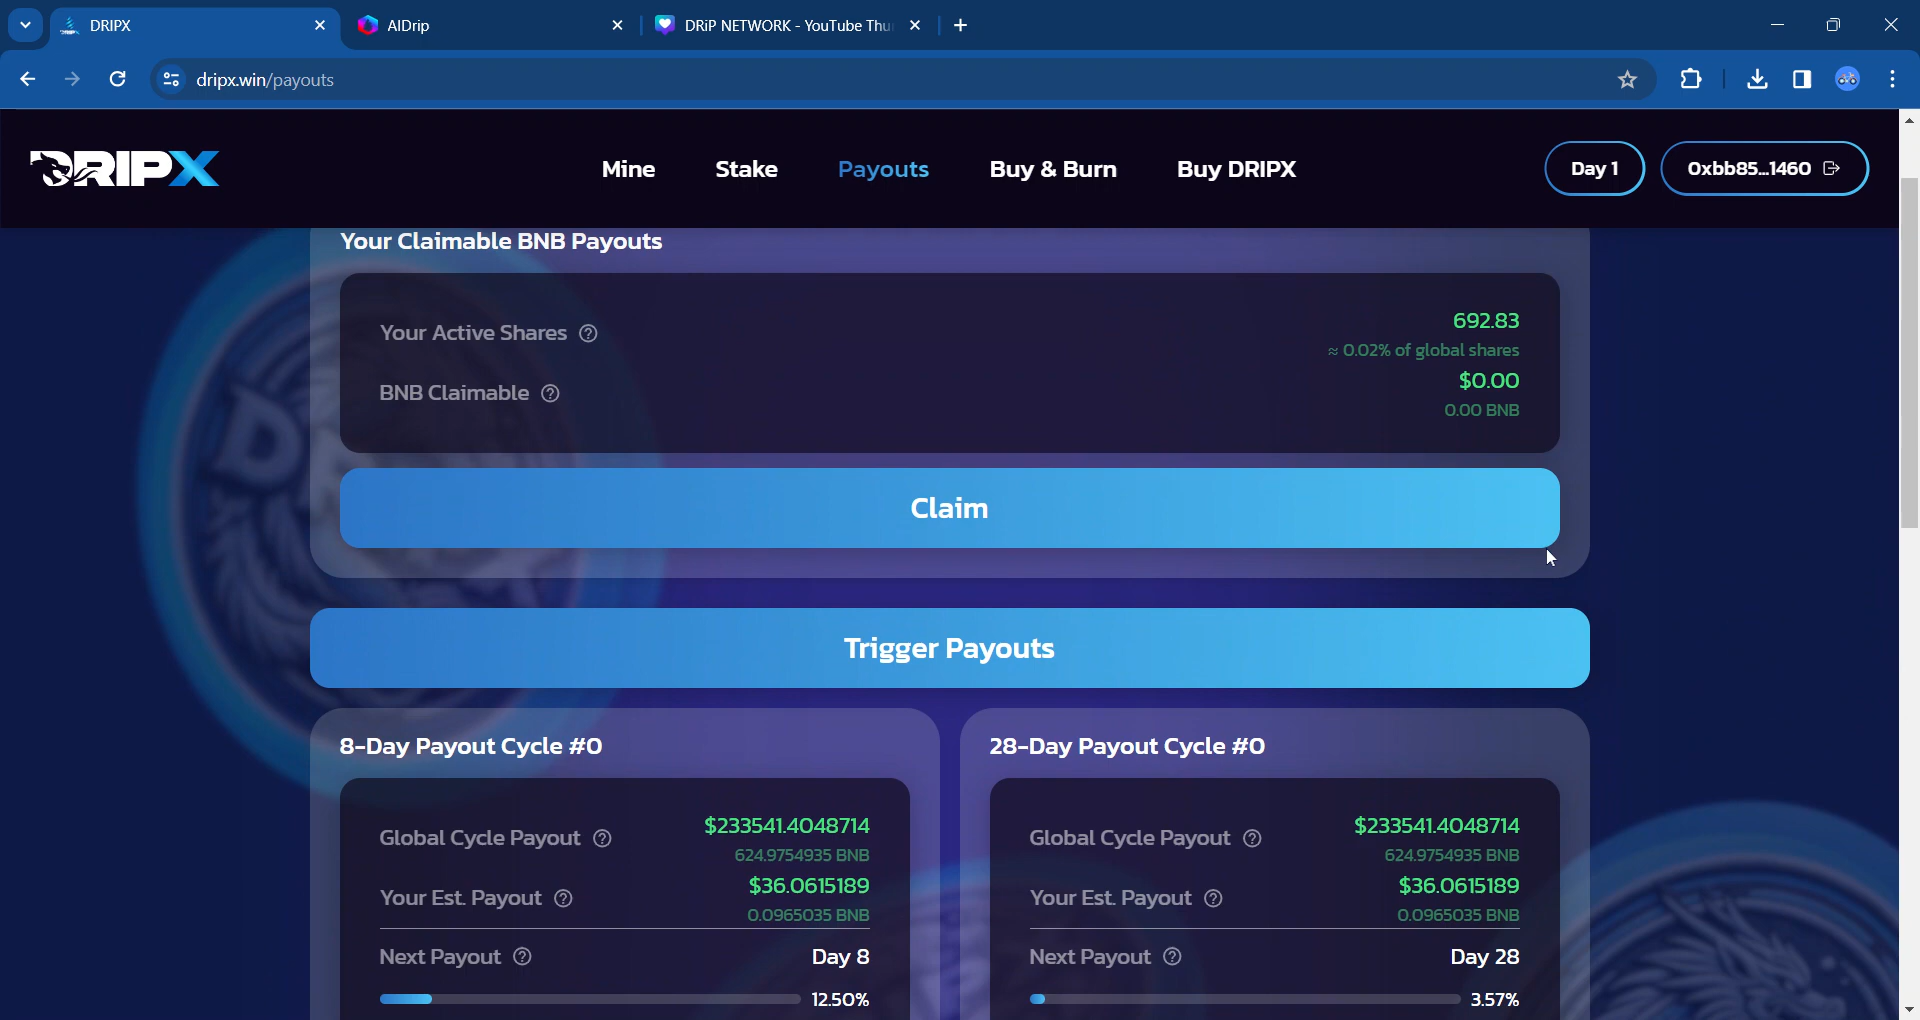 DRIPX
AIDrip
DRiP NETWORK - YouTube Thu
dripx.win/payouts
DRIPX
Mine
Stake
Payouts
Buy & Burn
Buy DRIPX
Day 1
0xbb85...1460
Your Claimable BNB Payouts
Your Active Shares
692.83
≈ 0.02% of global shares
BNB Claimable
$0.00
0.00 BNB
Claim
Trigger Payouts
8-Day Payout Cycle #0
Global Cycle Payout
$233541.4048714
624.9754935 BNB
Your Est. Payout
$36.0615189
0.0965035 BNB
Next Payout
Day 8
12.50%
28-Day Payout Cycle #0
Global Cycle Payout
$233541.4048714
624.9754935 BNB
Your Est. Payout
$36.0615189
0.0965035 BNB
Next Payout
Day 28
3.57%